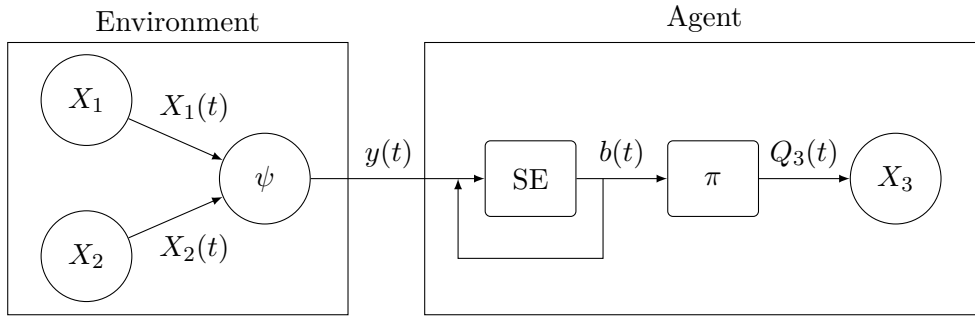 Environment
Agent
X₁
X₁(t)
ψ
X₂
X₂(t)
y(t)
SE
b(t)
π
Q₃(t)
X₃